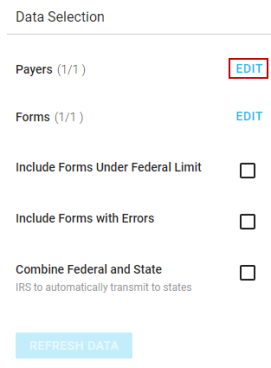 Data Selection
Payers (1/1 ) EDIT
Forms (1/1 ) EDIT
Include Forms Under Federal Limit
Include Forms with Errors
Combine Federal and State
IRS to automatically transmit to states
REFRESH DATA